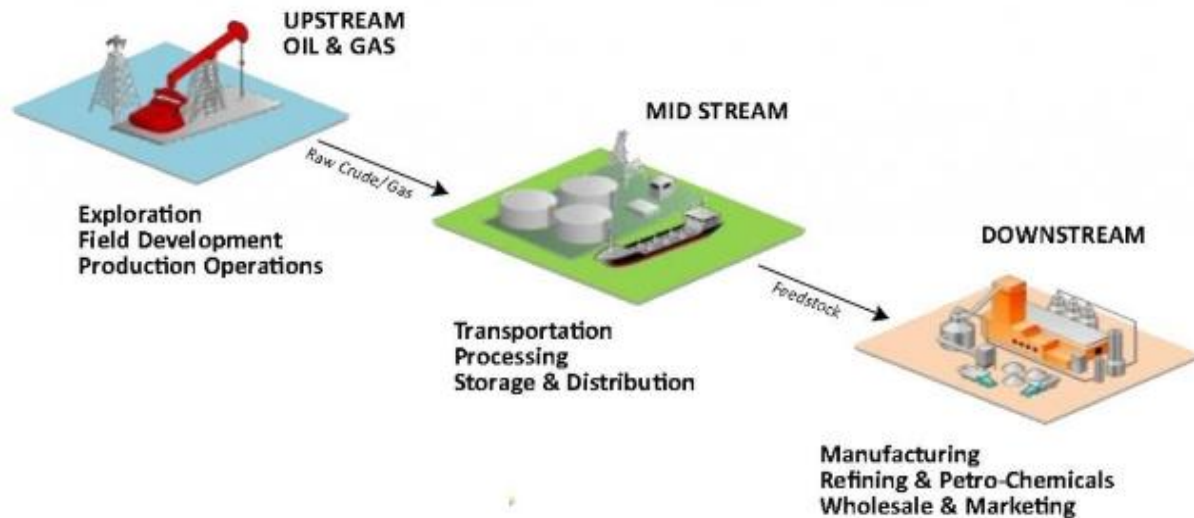 UPSTREAM
OIL & GAS
Raw Crude/Gas
Exploration
Field Development
Production Operations
MID STREAM
Feedstock
Transportation
Processing
Storage & Distribution
DOWNSTREAM
Manufacturing
Refining & Petro-Chemicals
Wholesale & Marketing